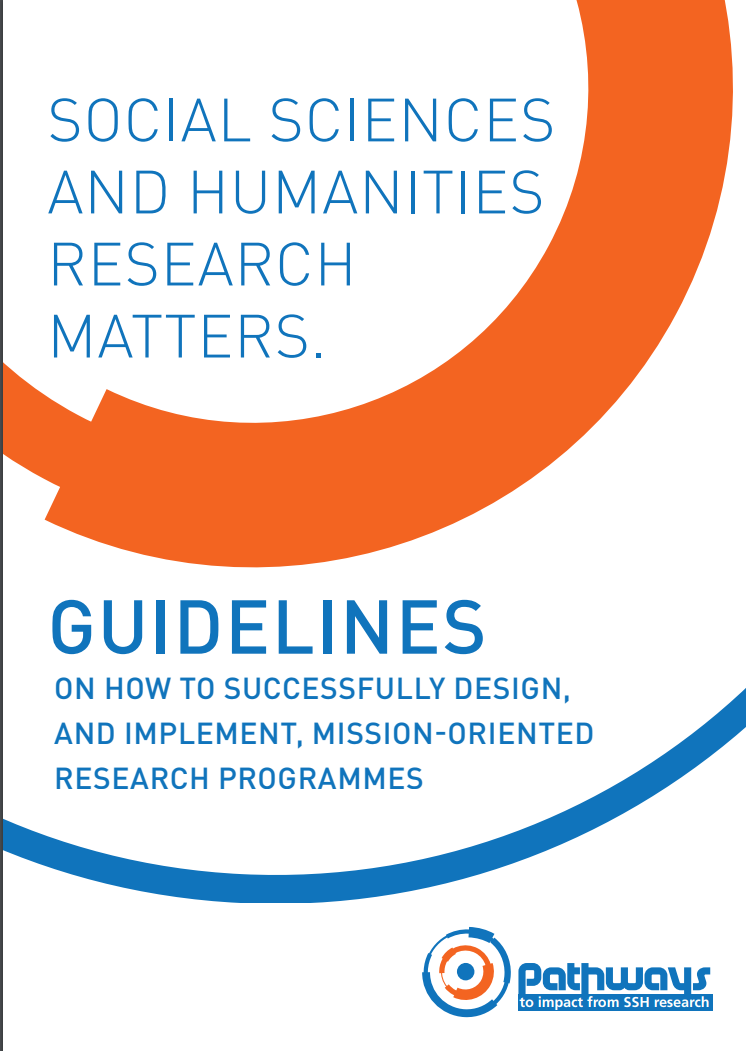 SOCIAL SCIENCES
AND HUMANITIES
RESEARCH
MATTERS.
GUIDELINES
ON HOW TO SUCCESSFULLY DESIGN,
AND IMPLEMENT, MISSION-ORIENTED
RESEARCH PROGRAMMES
Pathways
to impact from SSH research